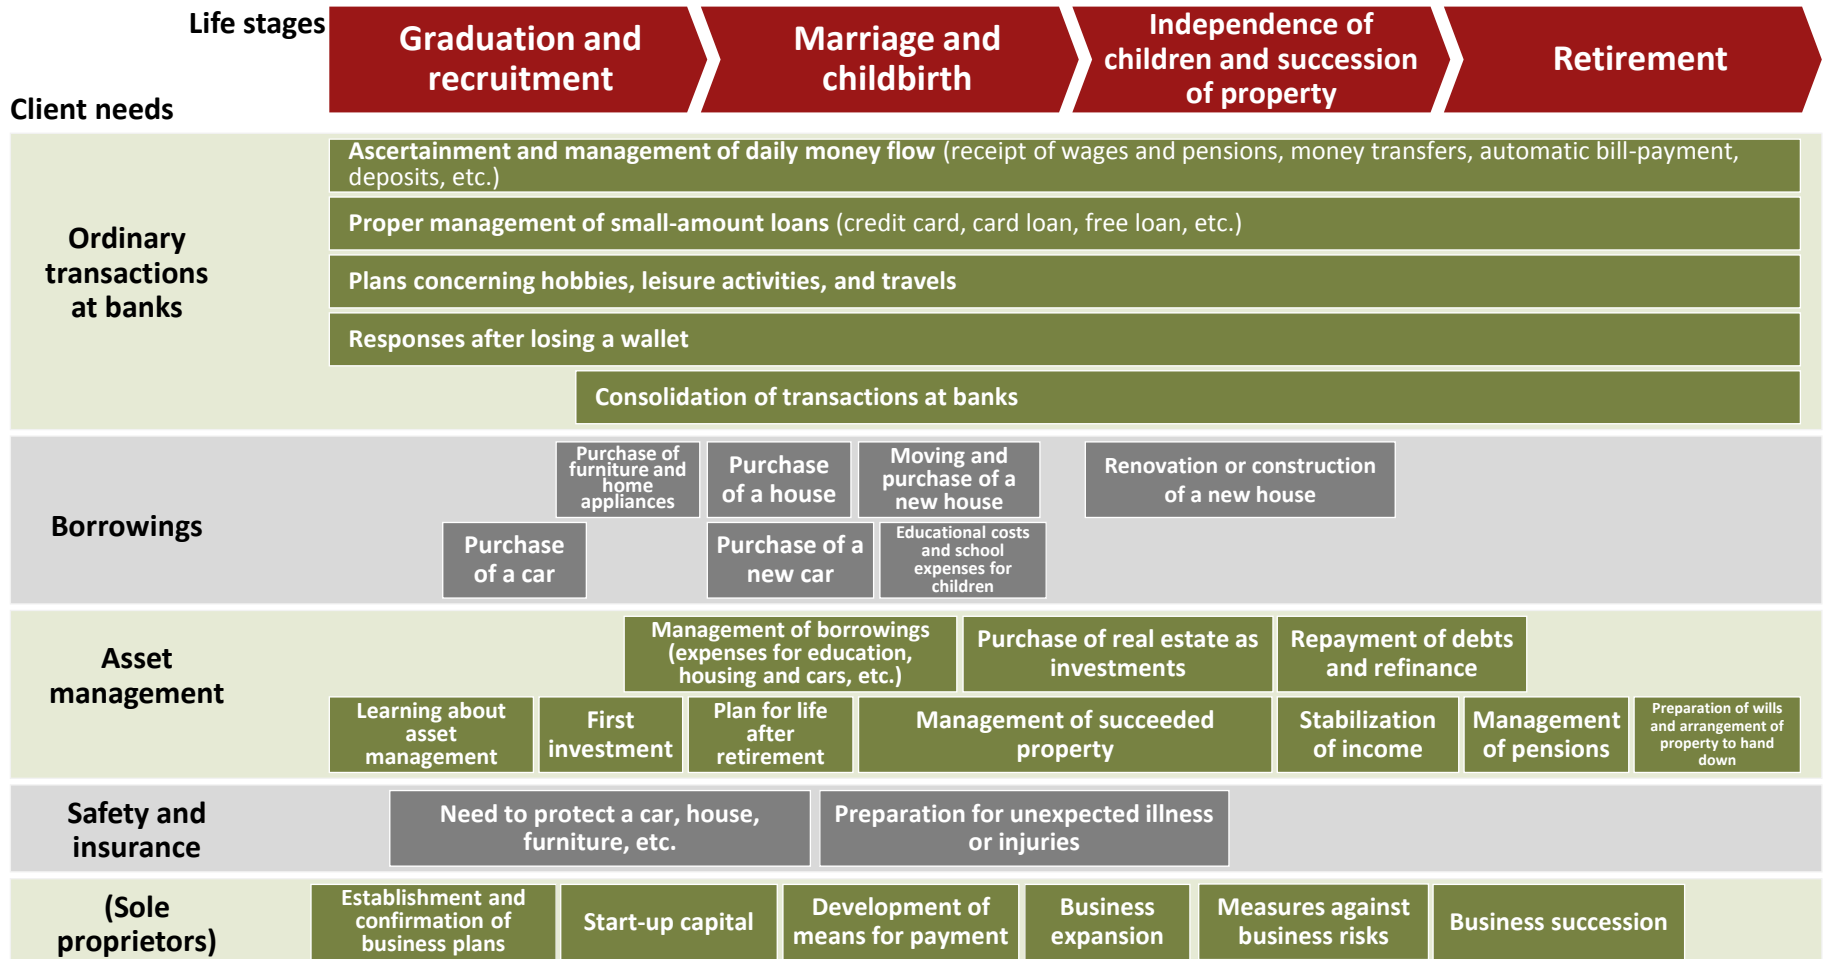 Life stages
Graduation and
recruitment
Marriage and
childbirth
Independence of
children and succession
of property
Retirement
Client needs
Ordinary
transactions
at banks
Ascertainment and management of daily money flow (receipt of wages and pensions, money transfers, automatic bill-payment,
deposits, etc.)
Proper management of small-amount loans (credit card, card loan, free loan, etc.)
Plans concerning hobbies, leisure activities, and travels
Responses after losing a wallet
Consolidation of transactions at banks
Borrowings
Purchase of
furniture and
home
appliances
Purchase
of a house
Moving and
purchase of a
new house
Renovation or construction
of a new house
Purchase
of a car
Purchase of a
new car
Educational costs
and school
expenses for
children
Asset
management
Management of borrowings
(expenses for education,
housing and cars, etc.)
Purchase of real estate as
investments
Repayment of debts
and refinance
Learning about
asset
management
First
investment
Plan for life
after
retirement
Management of succeeded
property
Stabilization
of income
Management
of pensions
Preparation of wills
and arrangement of
property to hand
down
Safety and
insurance
Need to protect a car, house,
furniture, etc.
Preparation for unexpected illness
or injuries
(Sole
proprietors)
Establishment and
confirmation of
business plans
Start-up capital
Development of
means for payment
Business
expansion
Measures against
business risks
Business succession